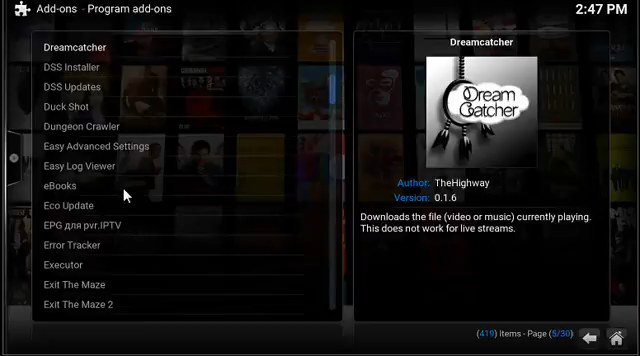 Add-ons - Program add-ons
2:47 PM
Dreamcatcher
DSS Installer
DSS Updates
Duck Shot
Dungeon Crawler
Easy Advanced Settings
Easy Log Viewer
eBooks
Eco Update
EPG для pvr.IPTV
Error Tracker
Executor
Exit The Maze
Exit The Maze 2
Dreamcatcher
Dream
Catcher
Author: TheHighway
Version: 0.1.6
Downloads the file (video or music) currently playing.
This does not work for live streams.
(419) Items - Page (5/30)